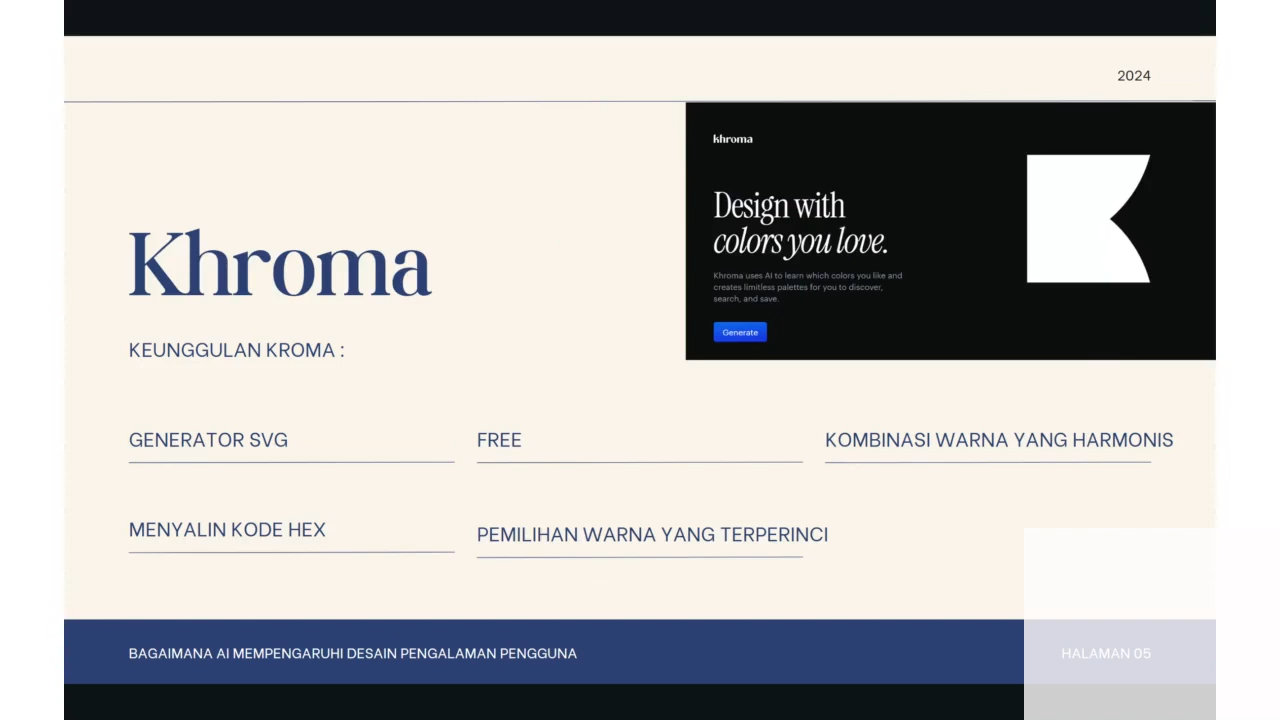 2024
khroma
Design with
colors you love.
Khroma uses AI to learn which colors you like and
creates limitless palettes for you to discover,
search, and save.
Generate
Khroma
KEUNGGULAN KROMA :
GENERATOR SVG
FREE
KOMBINASI WARNA YANG HARMONIS
MENYALIN KODE HEX
PEMILIHAN WARNA YANG TERPERINCI
BAGAIMANA AI MEMPENGARUHI DESAIN PENGALAMAN PENGGUNA
HALAMAN 05